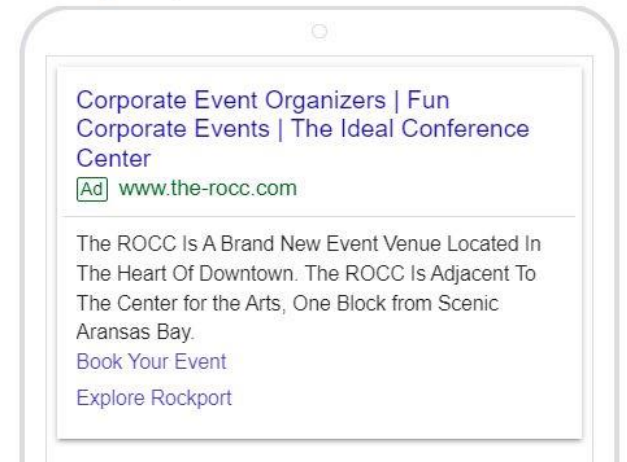 Corporate Event Organizers | Fun
Corporate Events | The Ideal Conference
Center
Ad www.the-rocc.com
The ROCC Is A Brand New Event Venue Located In
The Heart Of Downtown. The ROCC Is Adjacent To
The Center for the Arts, One Block from Scenic
Aransas Bay.
Book Your Event
Explore Rockport